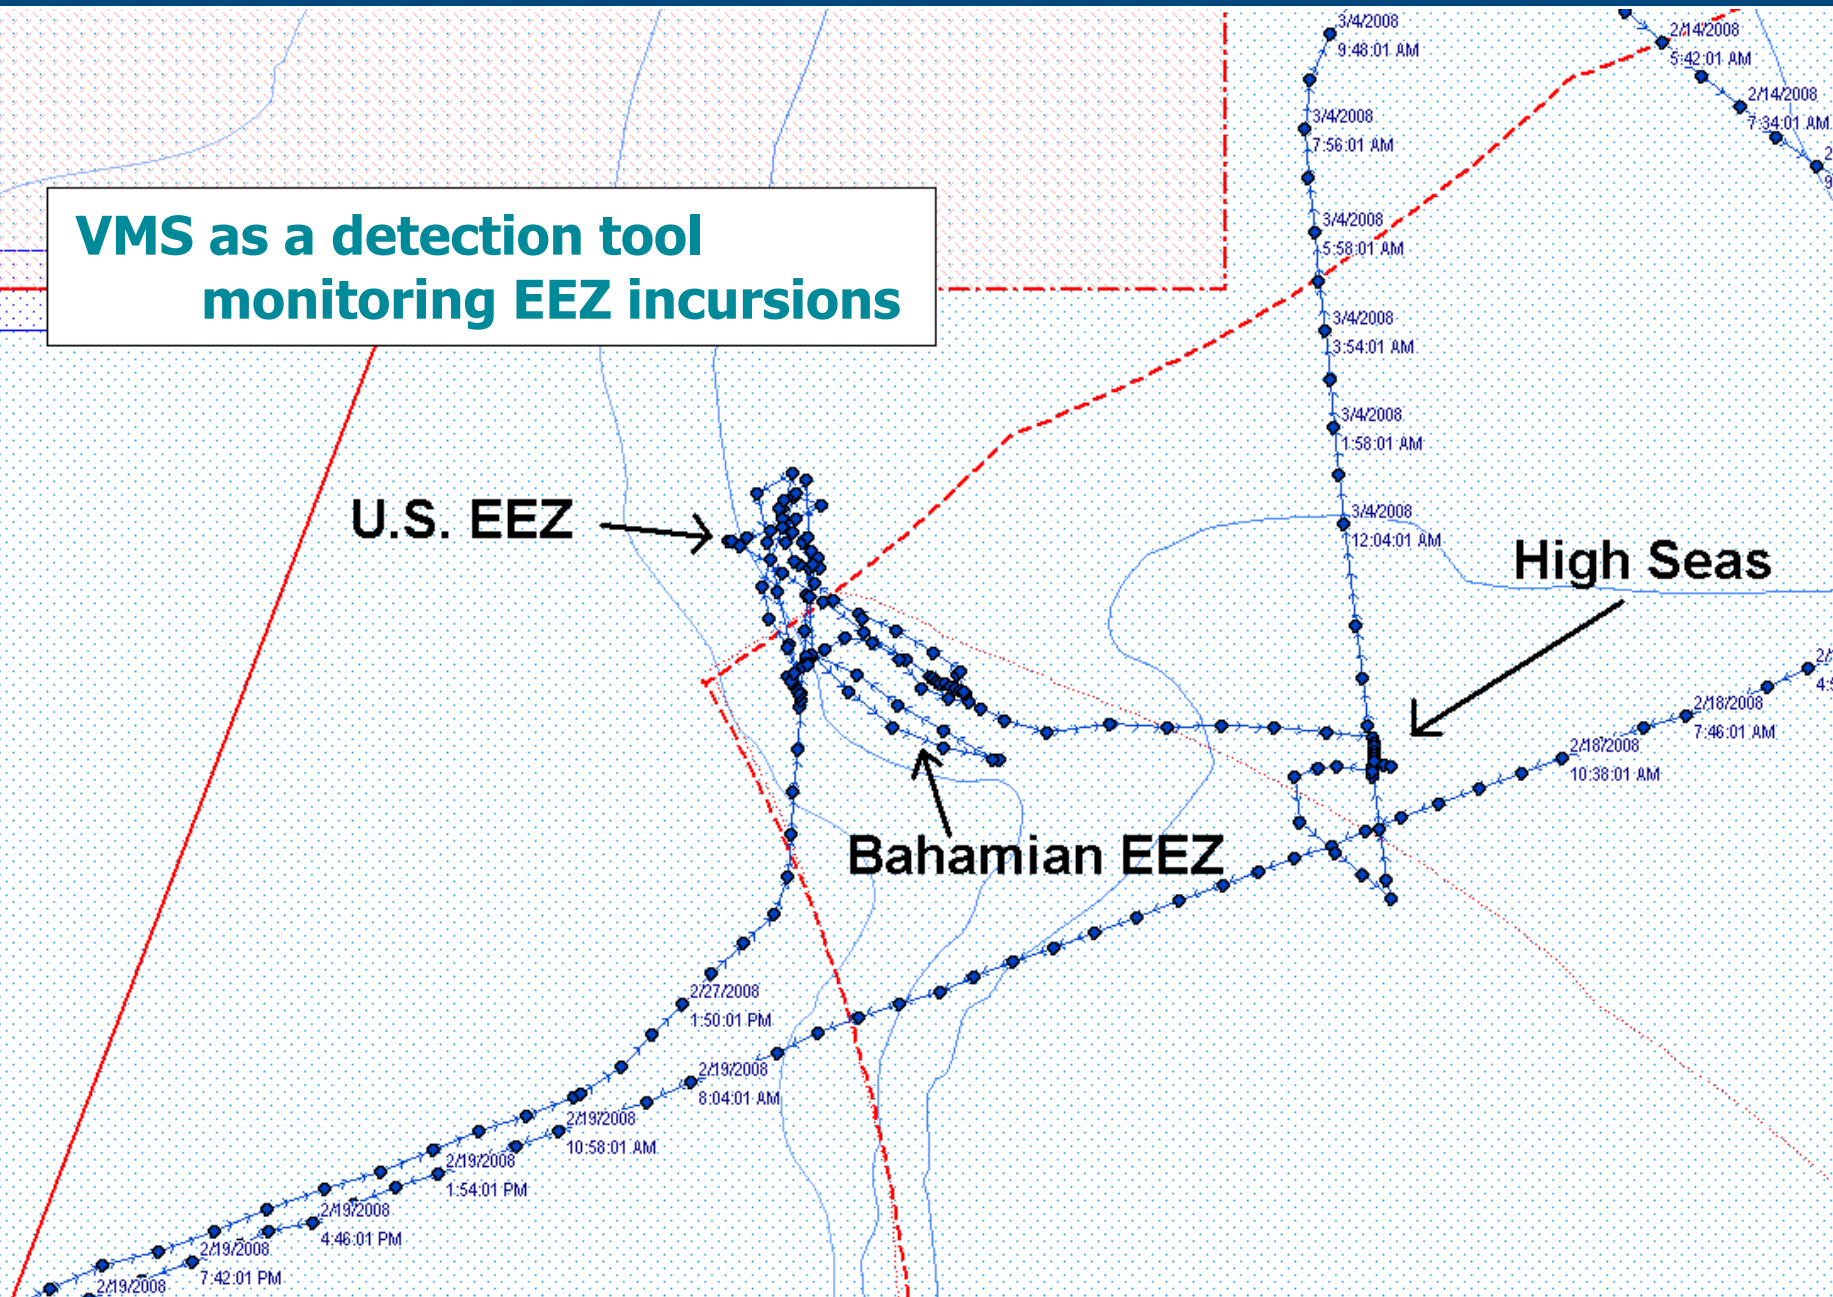 3/4/2008
9:48:01 AM
2/14/2008
5:42:01 AM
2/14/2008
7:34:01 AM
3/4/2008
7:56:01 AM
VMS as a detection tool
monitoring EEZ incursions
3/4/2008
5:58:01 AM
3/4/2008
3:54:01 AM
3/4/2008
1:58:01 AM
U.S. EEZ
3/4/2008
12:04:01 AM
High Seas
2/18/2008
7:46:01 AM
2/18/2008
10:38:01 AM
Bahamian EEZ
2/27/2008
1:50:01 PM
2/19/2008
8:04:01 AM
2/19/2008
10:58:01 AM
2/19/2008
1:54:01 PM
2/19/2008
4:46:01 PM
2/19/2008
7:42:01 PM
2/19/2008